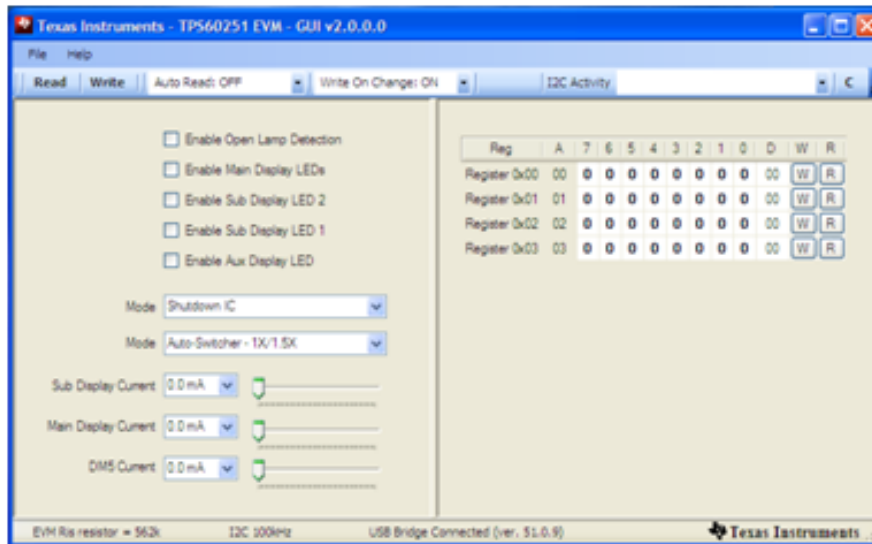 Texas Instruments - TPS60251 EVM - GUI v2.0.0.0
File Help
Read Write Auto Read: OFF Write On Change: ON I2C Activity C
Enable Open Lamp Detection
Enable Main Display LEDs
Enable Sub Display LED 2
Enable Sub Display LED 1
Enable Aux Display LED
Mode Shutdown IC
Mode Auto-Switcher - 1X/1.5X
Sub Display Current 0.0 mA
Main Display Current 0.0 mA
DM5 Current 0.0 mA
Reg A 7 6 5 4 3 2 1 0 D W R
Register 0x00 00 0 0 0 0 0 0 0 0 00 W R
Register 0x01 01 0 0 0 0 0 0 0 0 00 W R
Register 0x02 02 0 0 0 0 0 0 0 0 00 W R
Register 0x03 03 0 0 0 0 0 0 0 0 00 W R
EVM Ris resistor = 562k I2C 100kHz USB Bridge Connected (ver. 51.0.9) Texas Instruments